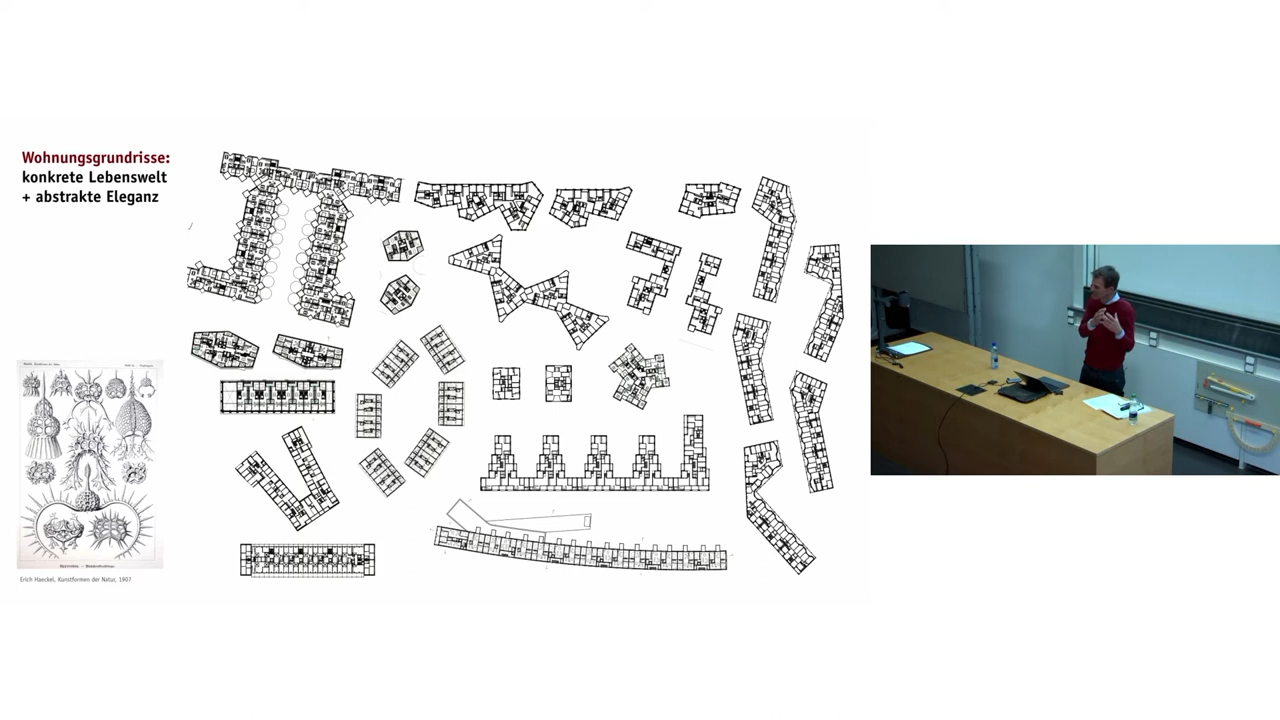 Wohnungsgrundrisse:
konkrete Lebenswelt
+ abstrakte Eleganz
Erich Haeckel, Kunstformen der Natur, 1907